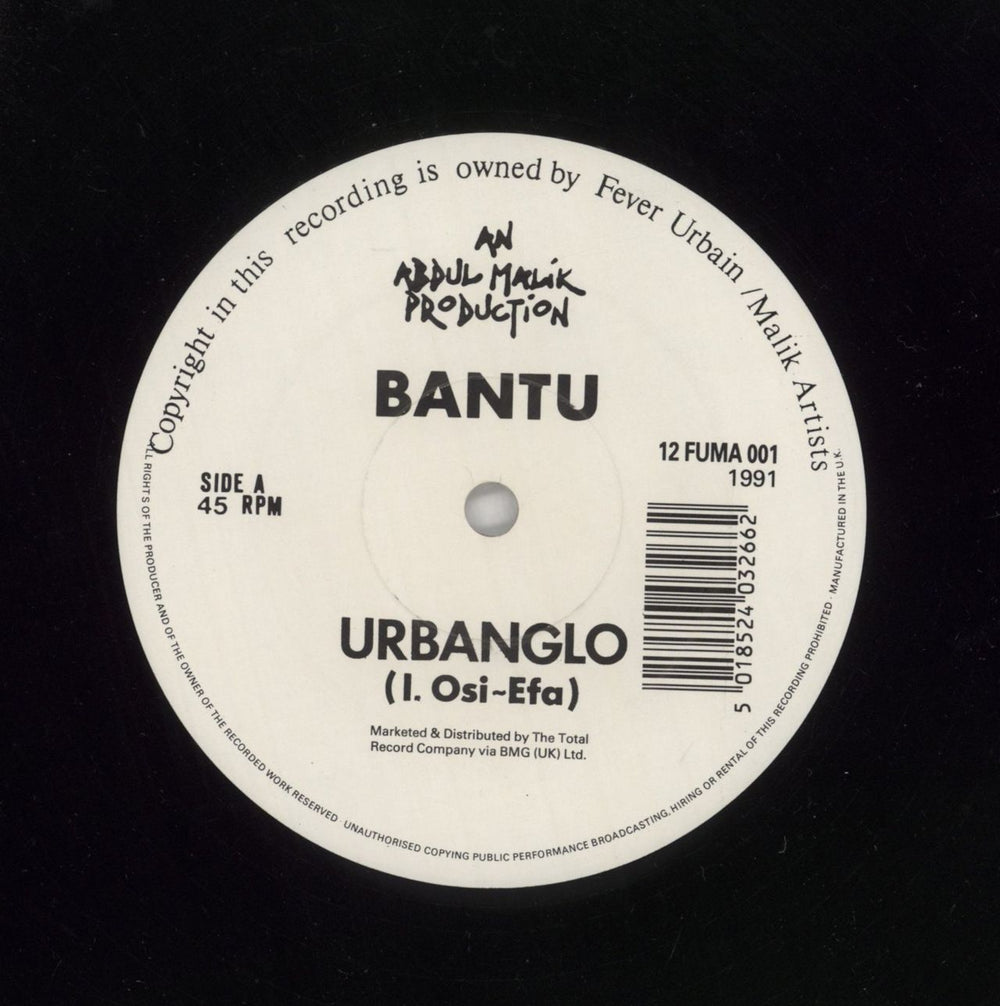 Copyright in this recording is owned by Fever Urbain / Malik Artists
AN
ABDUL MALIK
PRODUCTION
BANTU
12 FUMA 001
1991
SIDE A
45 RPM
5 018524 032662
URBANGLO
(I. Osi~Efa)
Marketed & Distributed by The Total
Record Company via BMG (UK) Ltd.
ALL RIGHTS OF THE PRODUCER AND OF THE OWNER OF THE RECORDED WORK RESERVED · UNAUTHORISED COPYING PUBLIC PERFORMANCE BROADCASTING, HIRING OR RENTAL OF THIS RECORDING PROHIBITED · MANUFACTURED IN THE U.K.